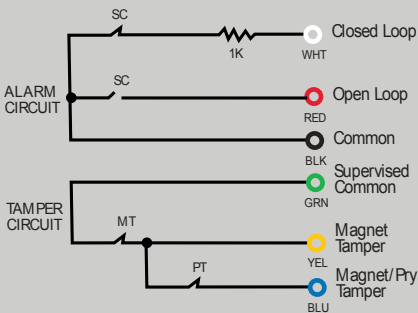 SC
Closed Loop
1K
WHT
ALARM
CIRCUIT
SC
Open Loop
RED
Common
BLK
Supervised
Common
GRN
TAMPER
CIRCUIT
MT
Magnet
Tamper
YEL
PT
Magnet/Pry
Tamper
BLU